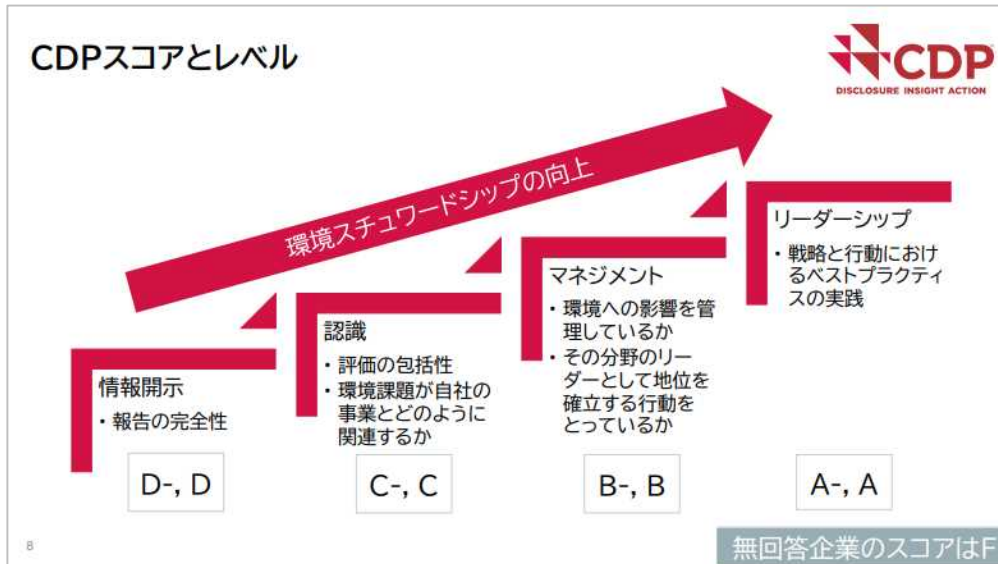 CDPスコアとレベル
CDP
DISCLOSURE INSIGHT ACTION
環境スチュワードシップの向上
情報開示
・報告の完全性
D-, D
認識
・評価の包括性
・環境課題が自社の
事業とどのように
関連するか
C-, C
マネジメント
・環境への影響を管
理しているか
・その分野のリー
ダーとして地位を
確立する行動を
とっているか
B-, B
リーダーシップ
・戦略と行動におけ
るベストプラクティ
スの実践
A-, A
8
無回答企業のスコアはF